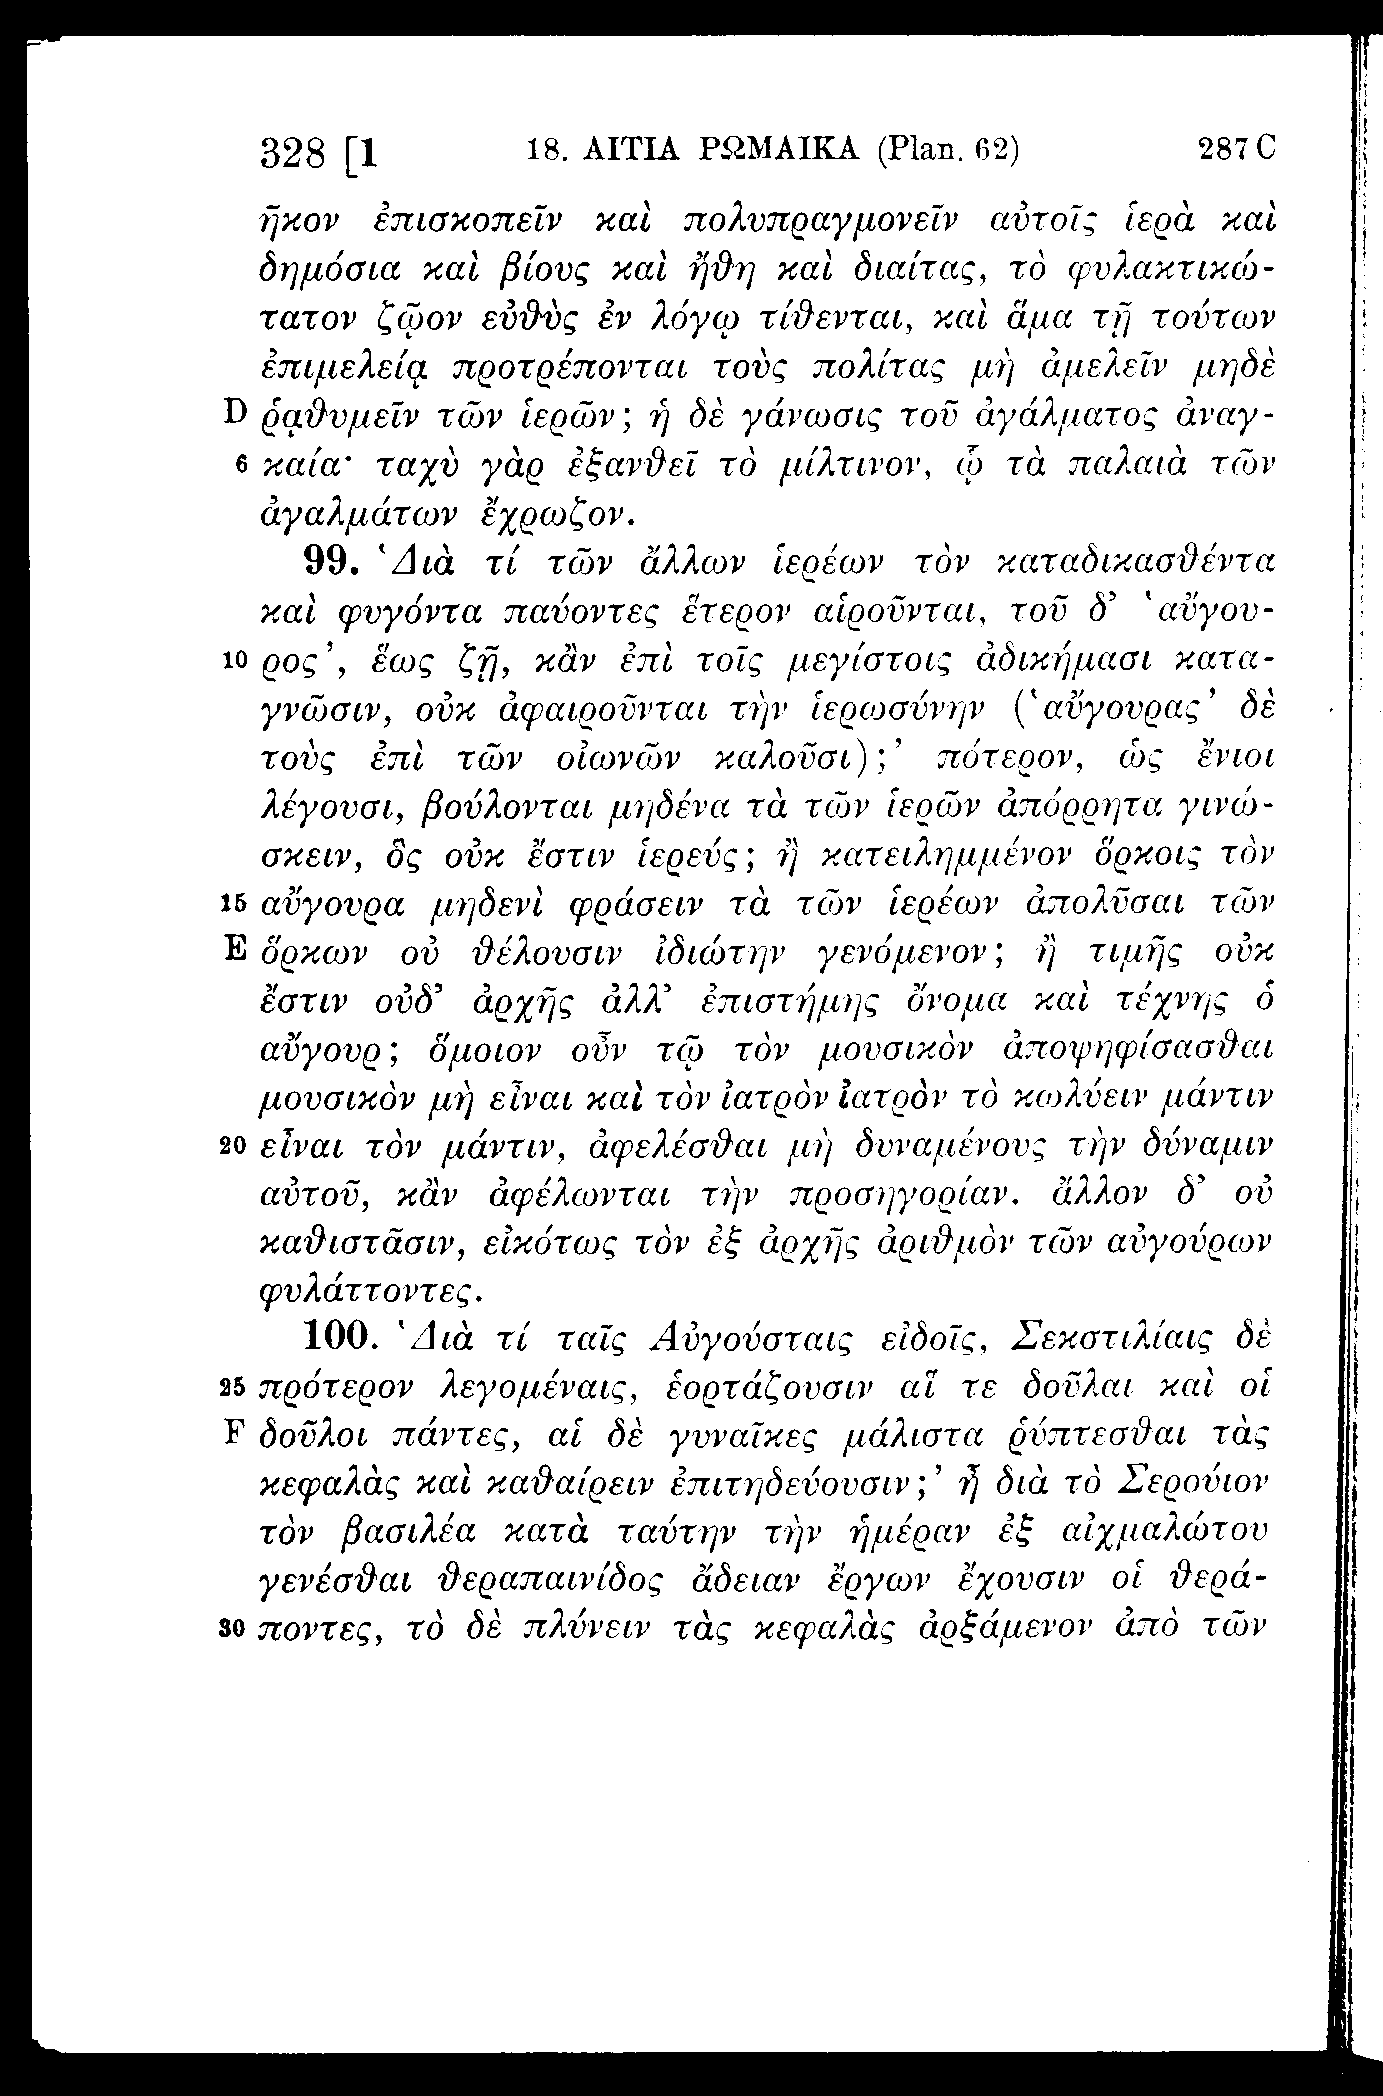 328 [1 18. ΑΙΤΙΑ ΡΩΜΑΙΚΑ (Plan. 62) 287 C
ῆκον ἐπισκοπεῖν καὶ πολυπραγμονεῖν αὐτοῖς ἱερὰ καὶ
δημόσια καὶ βίους καὶ ἤθη καὶ διαίτας, τὸ φυλακτικώ-
τατον ζῷον εὐθὺς ἐν λόγῳ τίθενται, καὶ ἅμα τῇ τούτων
ἐπιμελείᾳ προτρέπονται τοὺς πολίτας μὴ ἀμελεῖν μηδὲ
D ῥᾳθυμεῖν τῶν ἱερῶν; ἡ δὲ γάνωσις τοῦ ἀγάλματος ἀναγ-
6 καία· ταχὺ γὰρ ἐξανθεῖ τὸ μίλτινον, ᾧ τὰ παλαιὰ τῶν
ἀγαλμάτων ἔχρωζον.
99. ‘Διὰ τί τῶν ἄλλων ἱερέων τὸν καταδικασθέντα
καὶ φυγόντα παύοντες ἕτερον αἱροῦνται, τοῦ δ’ ‘αὔγου-
10 ρος’, ἕως ζῇ, κἂν ἐπὶ τοῖς μεγίστοις ἀδικήμασι κατα-
γνῶσιν, οὐκ ἀφαιροῦνται τὴν ἱερωσύνην (‘αὔγουρας’ δὲ
τοὺς ἐπὶ τῶν οἰωνῶν καλοῦσι);’ πότερον, ὡς ἔνιοι
λέγουσι, βούλονται μηδένα τὰ τῶν ἱερῶν ἀπόρρητα γινώ-
σκειν, ὃς οὐκ ἔστιν ἱερεύς; ἢ κατειλημμένον ὅρκοις τὸν
15 αὔγουρα μηδενὶ φράσειν τὰ τῶν ἱερέων ἀπολῦσαι τῶν
E ὅρκων οὐ θέλουσιν ἰδιώτην γενόμενον; ἢ τιμῆς οὐκ
ἔστιν οὐδ’ ἀρχῆς ἀλλ’ ἐπιστήμης ὄνομα καὶ τέχνης ὁ
αὔγουρ; ὅμοιον οὖν τῷ τὸν μουσικὸν ἀποψηφίσασθαι
μουσικὸν μὴ εἶναι καὶ τὸν ἰατρὸν ἰατρὸν τὸ κωλύειν μάντιν
20 εἶναι τὸν μάντιν, ἀφελέσθαι μὴ δυναμένους τὴν δύναμιν
αὐτοῦ, κἂν ἀφέλωνται τὴν προσηγορίαν. ἄλλον δ’ οὐ
καθιστᾶσιν, εἰκότως τὸν ἐξ ἀρχῆς ἀριθμὸν τῶν αὐγούρων
φυλάττοντες.
100. ‘Διὰ τί ταῖς Αὐγούσταις εἰδοῖς, Σεκστιλίαις δὲ
25 πρότερον λεγομέναις, ἑορτάζουσιν αἵ τε δοῦλαι καὶ οἱ
F δοῦλοι πάντες, αἱ δὲ γυναῖκες μάλιστα ῥύπτεσθαι τὰς
κεφαλὰς καὶ καθαίρειν ἐπιτηδεύουσιν;’ ἦ διὰ τὸ Σερούιον
τὸν βασιλέα κατὰ ταύτην τὴν ἡμέραν ἐξ αἰχμαλώτου
γενέσθαι θεραπαινίδος ἄδειαν ἔργων ἔχουσιν οἱ θερά-
30 ποντες, τὸ δὲ πλύνειν τὰς κεφαλὰς ἀρξάμενον ἀπὸ τῶν